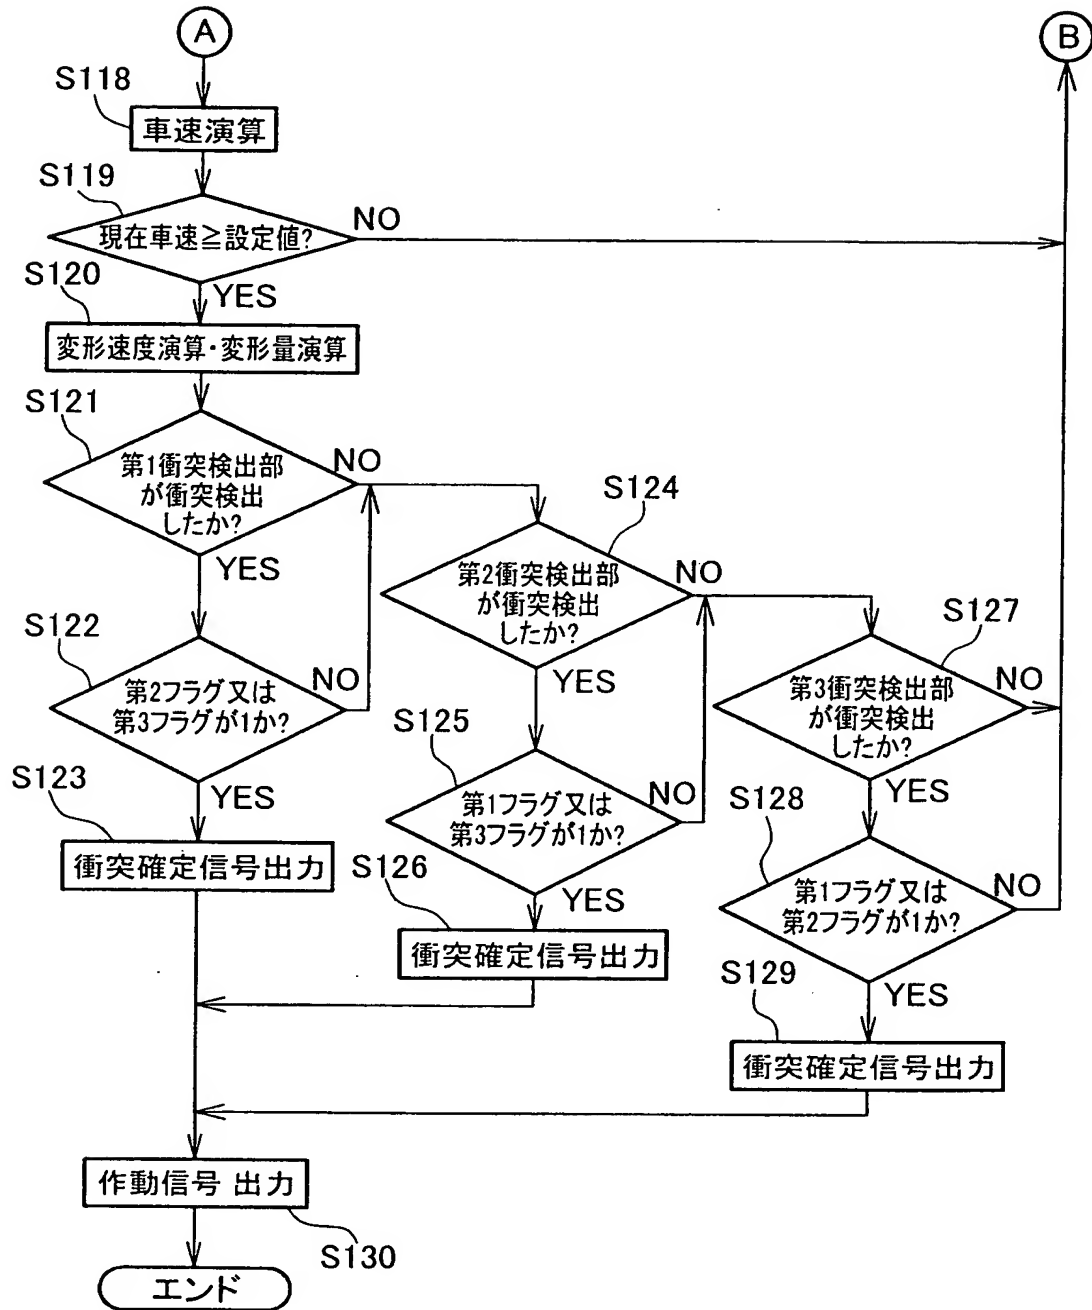 A
B
S118
車速演算
S119
現在車速≧設定値?
NO
S120
YES
変形速度演算・変形量演算
S121
第1衝突検出部
が衝突検出
したか?
NO
YES
S124
第2衝突検出部
が衝突検出
したか?
NO
YES
S122
第2フラグ又は
第3フラグが1か?
NO
YES
S127
第3衝突検出部
が衝突検出
したか?
NO
YES
S125
第1フラグ又は
第3フラグが1か?
NO
YES
S123
衝突確定信号出力
S128
第1フラグ又は
第2フラグが1か?
NO
YES
S126
衝突確定信号出力
S129
衝突確定信号出力
作動信号 出力
S130
エンド